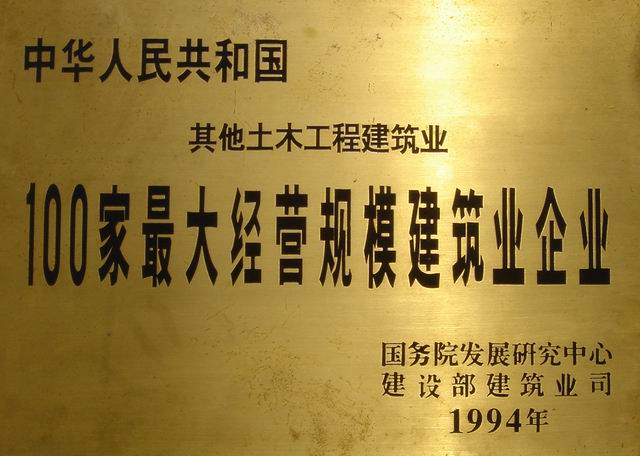 中华人民共和国
其他土木工程建筑业
100家最大经营规模建筑业企业
国务院发展研究中心
建设部建筑业司
1994年